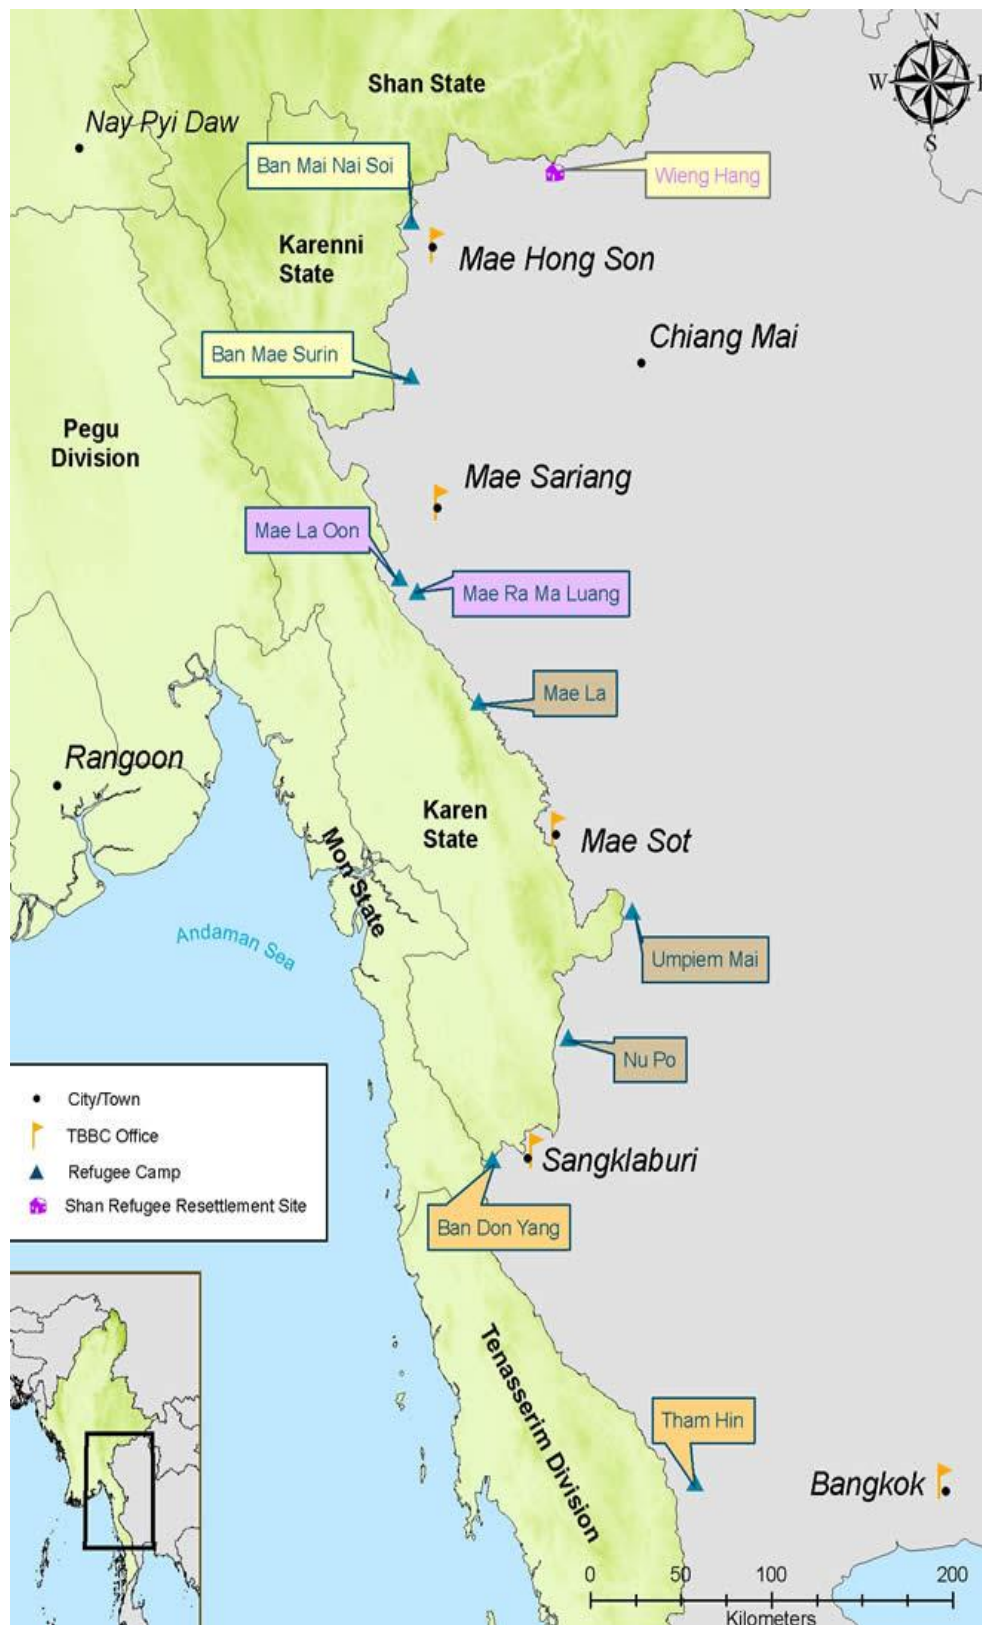 N
W
S
Shan State
Nay Pyi Daw
Ban Mai Nai Soi
Wieng Hang
Karenni
State
Mae Hong Son
Chiang Mai
Ban Mae Surin
Pegu
Division
Mae Sariang
Mae La Oon
Mae Ra Ma Luang
Mae La
Rangoon
Karen
State
Mae Sot
Mon State
Andaman Sea
Umpiem Mai
Nu Po
City/Town
TBBC Office
Refugee Camp
Shan Refugee Resettlement Site
Sangklaburi
Ban Don Yang
Tenasserim Division
Tham Hin
Bangkok
0 50 100 200
Kilometers